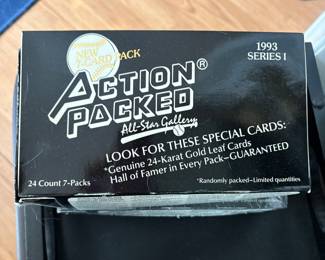 NEW
7-CARD PACK
1993
SERIES I
ACTION®
PACKED
All-Star Gallery
LOOK FOR THESE SPECIAL CARDS:
*Genuine 24-Karat Gold Leaf Cards
Hall of Famer in Every Pack—GUARANTEED
24 Count 7-Packs
*Randomly packed—Limited quantities